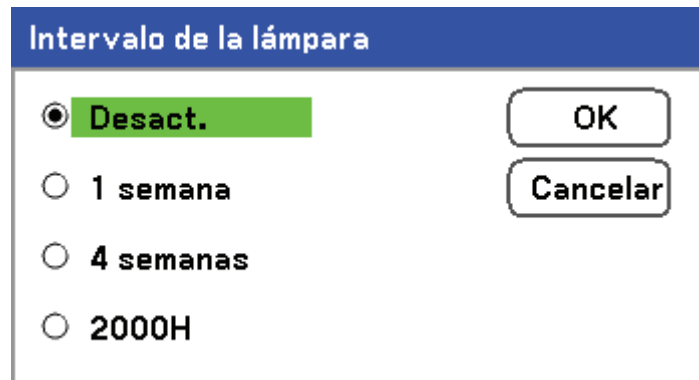 Intervalo de la lámpara
Desact.
OK
1 semana
Cancelar
4 semanas
2000H